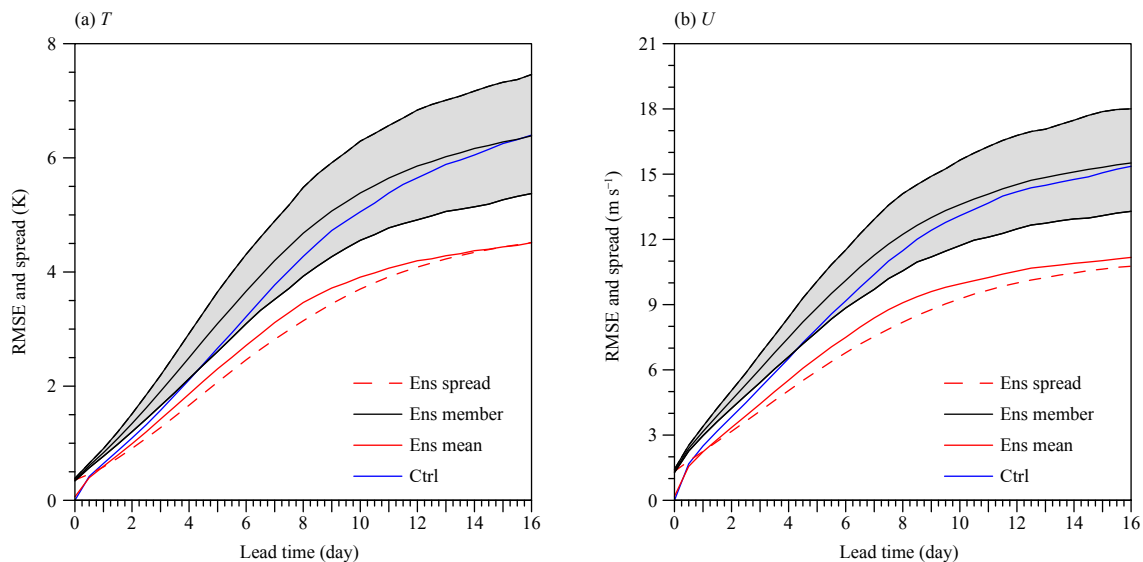 (a) T
8
6
4
2
0
RMSE and spread (K)
Ens spread
Ens member
Ens mean
Ctrl
0 2 4 6 8 10 12 14 16
Lead time (day)
(b) U
21
18
15
12
9
6
3
0
RMSE and spread (m s⁻¹)
Ens spread
Ens member
Ens mean
Ctrl
0 2 4 6 8 10 12 14 16
Lead time (day)